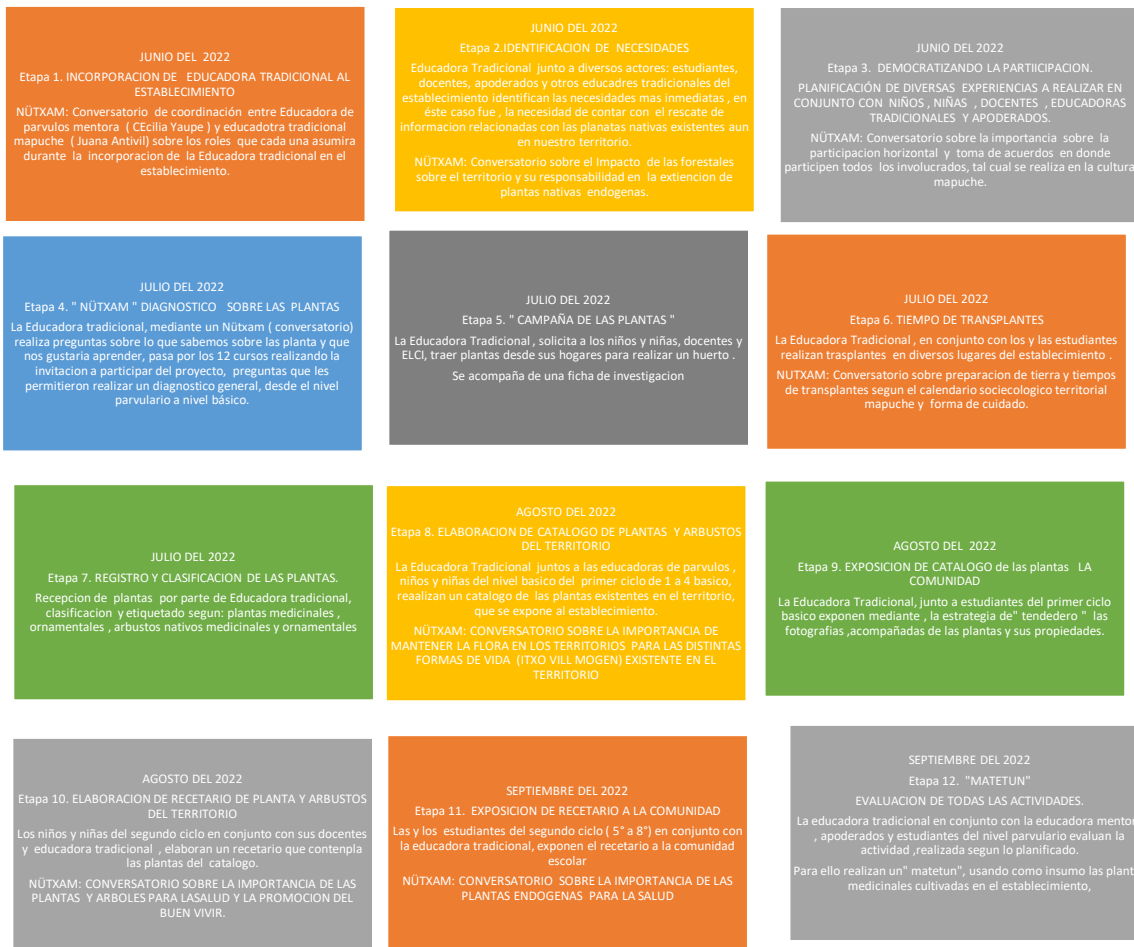 JUNIO DEL 2022
Etapa 1. INCORPORACION DE EDUCADORA TRADICIONAL AL
ESTABLECIMIENTO
NÜTXAM: Conversatorio de coordinación entre Educadora de
parvulos mentora ( CEcilia Yaupe ) y educadotra tradicional
mapuche ( Juana Antivil) sobre los roles que cada una asumira
durante la incorporacion de la Educadora tradicional en el
establecimiento.
JUNIO DEL 2022
Etapa 2.IDENTIFICACION DE NECESIDADES
Educadora Tradicional junto a diversos actores: estudiantes,
docentes, apoderados y otros educadres tradicionales del
establecimiento identifican las necesidades mas inmediatas , en
éste caso fue , la necesidad de contar con el rescate de
informacion relacionadas con las planatas nativas existentes aun
en nuestro territorio.
NÜTXAM: Conversatorio sobre el Impacto de las forestales
sobre el territorio y su responsabilidad en la extiencion de
plantas nativas endogenas.
JUNIO DEL 2022
Etapa 3. DEMOCRATIZANDO LA PARTIICIPACION.
PLANIFICACIÓN DE DIVERSAS EXPERIENCIAS A REALIZAR EN
CONJUNTO CON NIÑOS , NIÑAS , DOCENTES , EDUCADORAS
TRADICIONALES Y APODERADOS.
NÜTXAM: Conversatorio sobre la importancia sobre la
participacion horizontal y toma de acuerdos en donde
participen todos los involucrados, tal cual se realiza en la cultura
mapuche.
JULIO DEL 2022
Etapa 4. " NÜTXAM " DIAGNOSTICO SOBRE LAS PLANTAS
La Educadora tradicional, mediante un Nütxam ( conversatorio)
realiza preguntas sobre lo que sabemos sobre las planta y que
nos gustaria aprender, pasa por los 12 cursos realizando la
invitacion a participar del proyecto, preguntas que les
permitieron realizar un diagnostico general, desde el nivel
parvulario a nivel básico.
JULIO DEL 2022
Etapa 5. " CAMPAÑA DE LAS PLANTAS "
La Educadora Tradicional , solicita a los niños y niñas, docentes y
ELCI, traer plantas desde sus hogares para realizar un huerto .
Se acompaña de una ficha de investigacion
JULIO DEL 2022
Etapa 6. TIEMPO DE TRANSPLANTES
La Educadora Tradicional , en conjunto con los y las estudiantes
realizan trasplantes en diversos lugares del establecimiento .
NUTXAM: Conversatorio sobre preparacion de tierra y tiempos
de transplantes segun el calendario sociecologico territorial
mapuche y forma de cuidado.
JULIO DEL 2022
Etapa 7. REGISTRO Y CLASIFICACION DE LAS PLANTAS.
Recepcion de plantas por parte de Educadora tradicional,
clasificacion y etiquetado segun: plantas medicinales ,
ornamentales , arbustos nativos medicinales y ornamentales
AGOSTO DEL 2022
Etapa 8. ELABORACION DE CATALOGO DE PLANTAS Y ARBUSTOS
DEL TERRITORIO
La Educadora Tradicional juntos a las educadoras de parvulos ,
niños y niñas del nivel basico del primer ciclo de 1 a 4 basico,
reaalizan un catalogo de las plantas existentes en el territorio,
que se expone al establecimiento.
NÜTXAM: CONVERSATORIO SOBRE LA IMPORTANCIA DE
MANTENER LA FLORA EN LOS TERRITORIOS PARA LAS DISTINTAS
FORMAS DE VIDA (ITXO VILL MOGEN) EXISTENTE EN EL
TERRITORIO
AGOSTO DEL 2022
Etapa 9. EXPOSICION DE CATALOGO de las plantas LA
COMUNIDAD
La Educadora Tradicional, junto a estudiantes del primer ciclo
basico exponen mediante , la estrategia de" tendedero " las
fotografias ,acompañadas de las plantas y sus propiedades.
AGOSTO DEL 2022
Etapa 10. ELABORACION DE RECETARIO DE PLANTA Y ARBUSTOS
DEL TERRITORIO
Los niños y niñas del segundo ciclo en conjunto con sus docentes
y educadora tradicional , elaboran un recetario que contenpla
las plantas del catalogo.
NÜTXAM: CONVERSATORIO SOBRE LA IMPORTANCIA DE LAS
PLANTAS Y ARBOLES PARA LASALUD Y LA PROMOCION DEL
BUEN VIVIR.
SEPTIEMBRE DEL 2022
Etapa 11. EXPOSICION DE RECETARIO A LA COMUNIDAD
Las y los estudiantes del segundo ciclo ( 5° a 8°) en conjunto con
la educadora tradicional, exponen el recetario a la comunidad
escolar
NÜTXAM: CONVERSATORIO SOBRE LA IMPORTANCIA DE LAS
PLANTAS ENDOGENAS PARA LA SALUD
SEPTIEMBRE DEL 2022
Etapa 12. "MATETUN"
EVALUACION DE TODAS LAS ACTIVIDADES.
La educadora tradicional en conjunto con la educadora mentor
, apoderados y estudiantes del nivel parvulario evaluan la
actividad ,realizada segun lo planificado.
Para ello realizan un" matetun", usando como insumo las plant
medicinales cultivadas en el establecimiento,